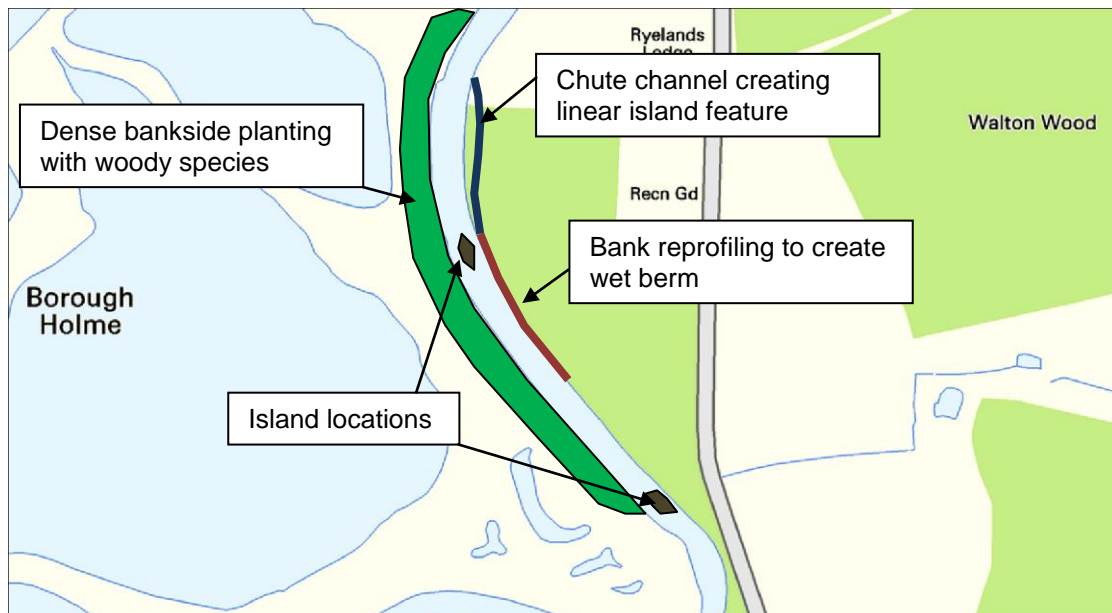 Ryelands
Lodge
Chute channel creating
linear island feature
Dense bankside planting
with woody species
Walton Wood
Recn Gd
Bank reprofiling to create
wet berm
Borough
Holme
Island locations